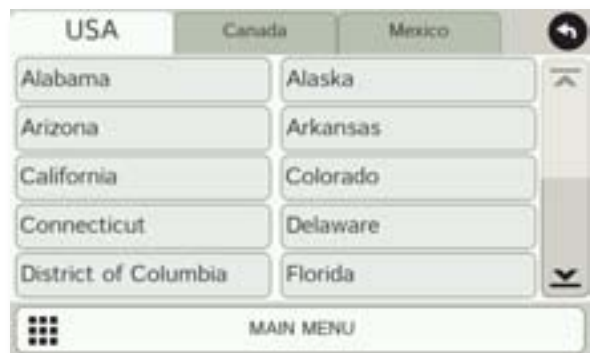 USA Canada Mexico
Alabama Alaska
Arizona Arkansas
California Colorado
Connecticut Delaware
District of Columbia Florida
MAIN MENU